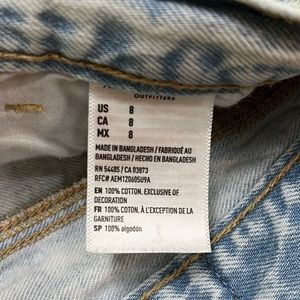 OUTFITTERS
US 8
CA 8
MX 8
MADE IN BANGLADESH / FABRIQUÉ AU
BANGLADESH / HECHO EN BANGLADESH
RN 54485 / CA 03873
RFC# AEM120605U9A
EN 100% COTTON. EXCLUSIVE OF
DECORATION
FR 100% COTON. À L'EXCEPTION DE LA
GARNITURE
SP 100% algodón